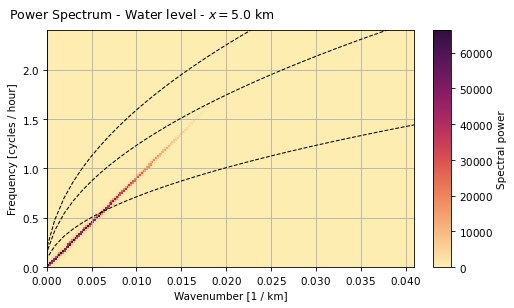 Power Spectrum - Water level - x = 5.0 km
Frequency [cycles / hour]
2.0
1.5
1.0
0.5
0.0
0.000 0.005 0.010 0.015 0.020 0.025 0.030 0.035 0.040
Wavenumber [1 / km]
60000
50000
40000
30000
20000
10000
0
Spectral power